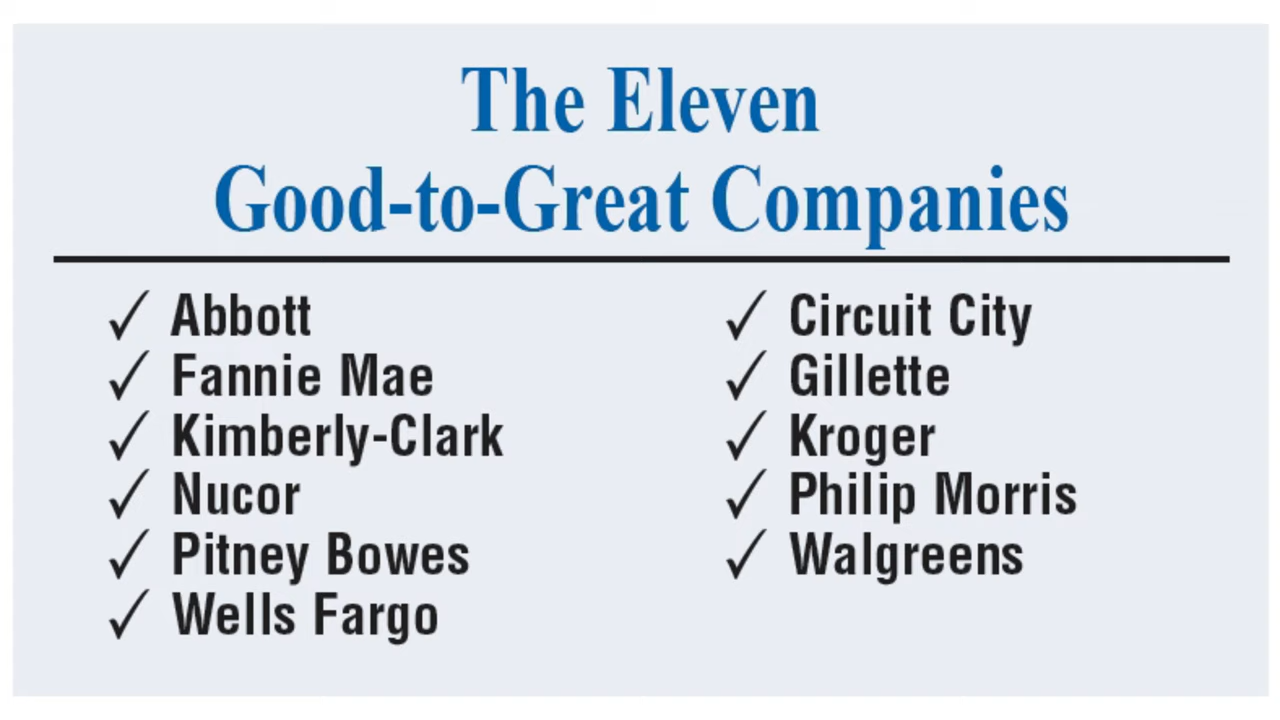 The Eleven
Good-to-Great Companies
✓ Abbott
✓ Fannie Mae
✓ Kimberly-Clark
✓ Nucor
✓ Pitney Bowes
✓ Wells Fargo
✓ Circuit City
✓ Gillette
✓ Kroger
✓ Philip Morris
✓ Walgreens